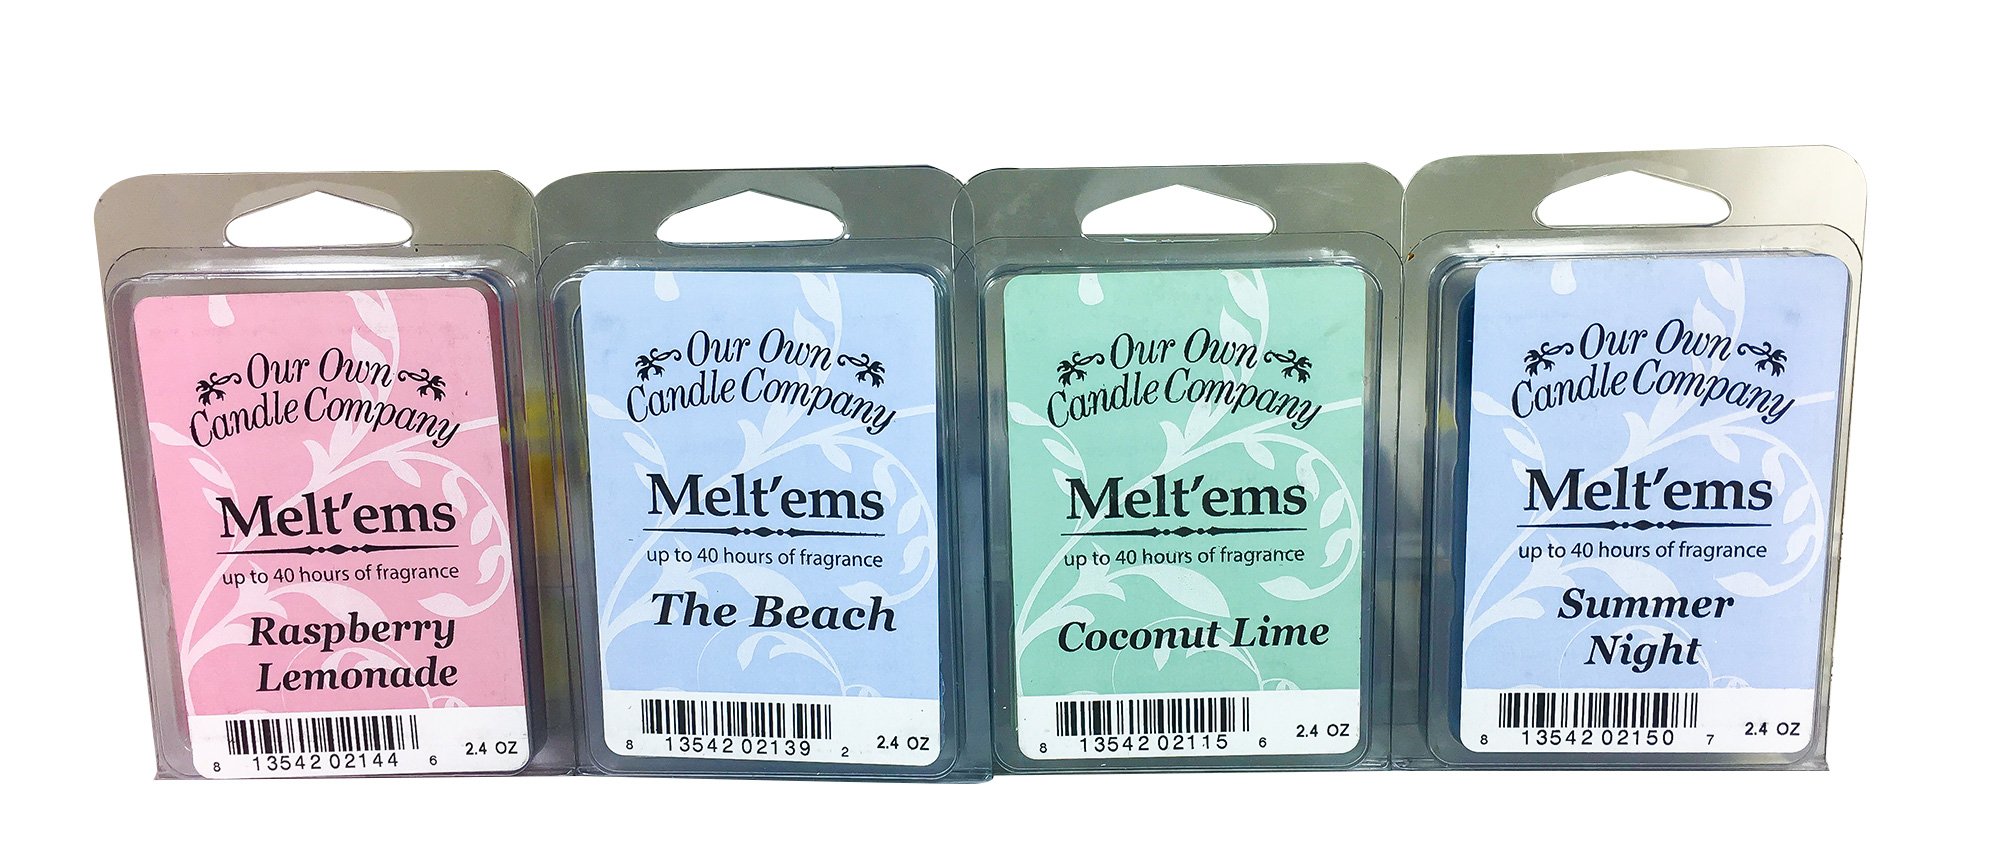 Our Own
Candle Company
Melt'ems
up to 40 hours of fragrance
Raspberry
Lemonade
8 13542 02144 6
2.4 OZ
Our Own
Candle Company
Melt'ems
up to 40 hours of fragrance
The Beach
8 13542 02139 2
2.4 OZ
Our Own
Candle Company
Melt'ems
up to 40 hours of fragrance
Coconut Lime
8 13542 02115 6
2.4 OZ
Our Own
Candle Company
Melt'ems
up to 40 hours of fragrance
Summer
Night
8 13542 02150 7
2.4 OZ